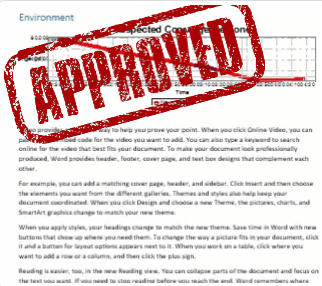 Environment
APPROVED
Time
provides a way to help you prove your point. When you click Online Video, you can
code for the video you want to add. You can also type a keyword to search
online for the video that best fits your document. To make your document look professionally
produced, Word provides header, footer, cover page, and text box designs that complement each
other.
For example, you can add a matching cover page, header, and sidebar. Click Insert and then choose
the elements you want from the different galleries. Themes and styles also help keep your
document coordinated. When you click Design and choose a new Theme, the pictures, charts, and
SmartArt graphics change to match your new theme.
When you apply styles, your headings change to match the new theme. Save time in Word with new
buttons that show up where you need them. To change the way a picture fits in your document, click
it and a button for layout options appears next to it. When you work on a table, click where you
want to add a row or a column, and then click the plus sign.
Reading is easier, too, in the new Reading view. You can collapse parts of the document and focus on
the text you want. If you need to stop reading before you reach the end, Word remembers where